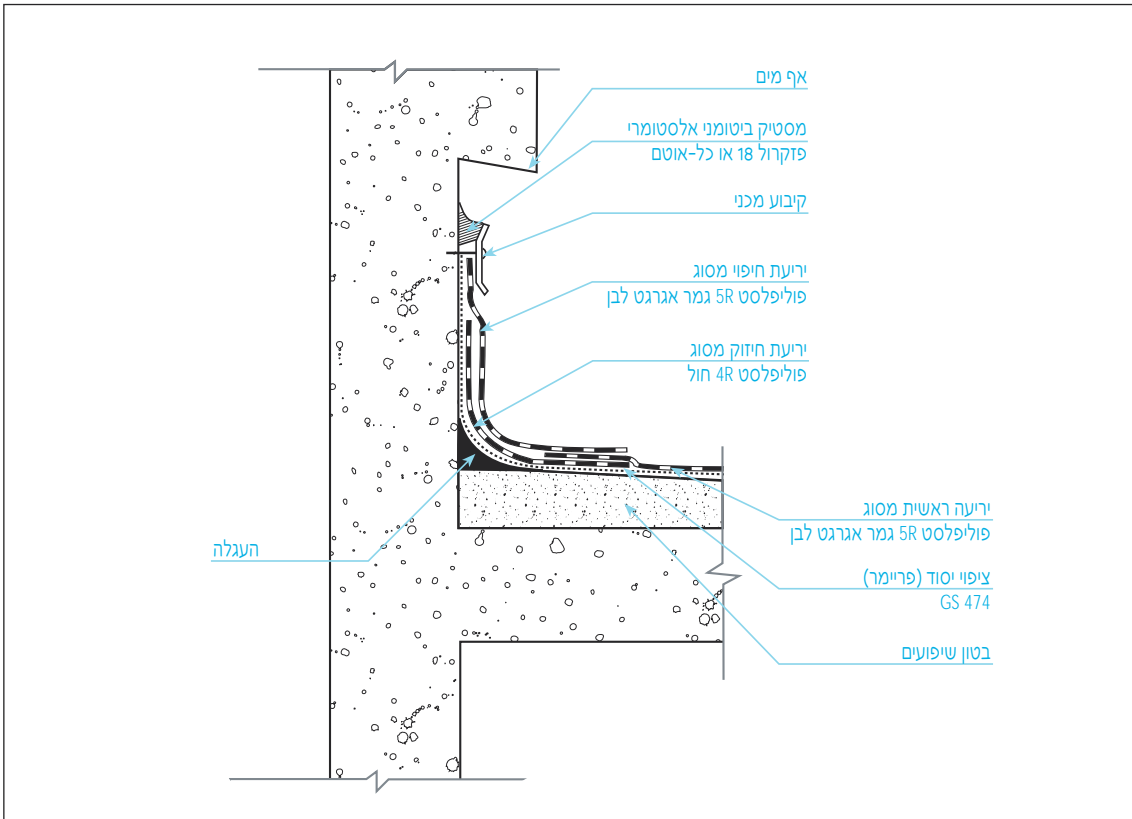 אף מים
מסטיק ביטומני אלסטומרי
פזקרול 18 או כל-אוטם
קיבוע מכני
יריעת חיפוי מסוג
פוליפלסט 5R גמר אגרגט לבן
יריעת חיזוק מסוג
פוליפלסט 4R חול
יריעה ראשית מסוג
פוליפלסט 5R גמר אגרגט לבן
העגלה
ציפוי יסוד (פריימר)
GS 474
בטון שיפועים